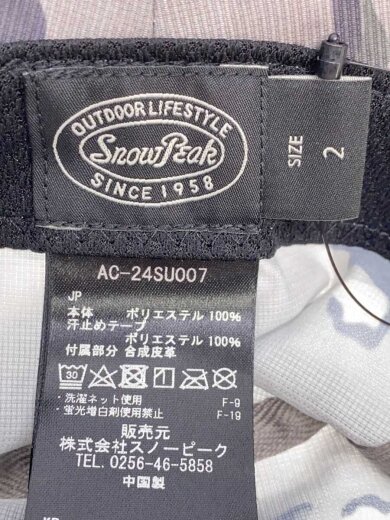 OUTDOOR LIFESTYLE
Snow Peak
SINCE 1958
SIZE 2
AC-24SU007
JP
本体 ポリエステル 100%
汗止めテープ
ポリエステル 100%
付属部分 合成皮革
30
・洗濯ネット使用 F-9
・蛍光増白剤使用禁止 F-19
販売元
株式会社スノーピーク
TEL. 0256-46-5858
中国製